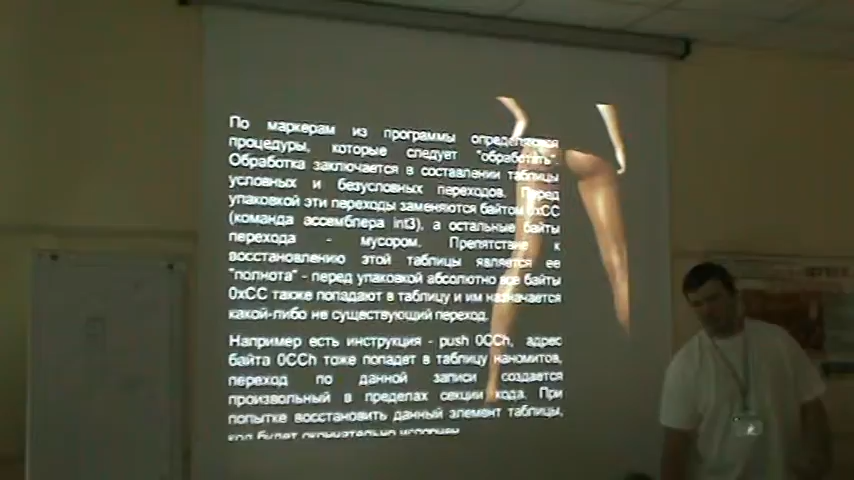 По маркерам из программы определяются
процедуры, которые следует "обработать".
Обработка заключается в составлении таблицы
условных и безусловных переходов. Перед
упаковкой эти переходы заменяются байтом 0xCC
(команда ассемблера int3), а остальные байты
перехода - мусором. Препятствие к
восстановлению этой таблицы является ее
"полнота" - перед упаковкой абсолютно все байты
0xCC также попадают в таблицу и им назначается
какой-либо не существующий переход.
Например есть инструкция - push 0CCh, адрес
байта 0CCh тоже попадет в таблицу наномитов,
переход по данной записи создается
произвольный в пределах секции кода. При
попытке восстановить данный элемент таблицы,
код будет окончательно испорчен